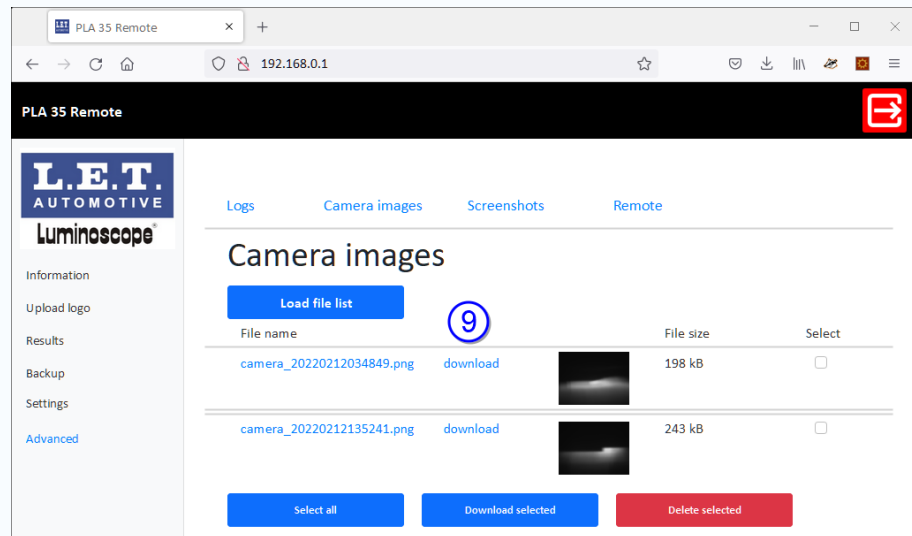 PLA 35 Remote
192.168.0.1
PLA 35 Remote
L.E.T.
AUTOMOTIVE
Luminoscope®
Information
Upload logo
Results
Backup
Settings
Advanced
Logs Camera images Screenshots Remote
Camera images
Load file list
9
File name File size Select
camera_20220212034849.png download 198 kB
camera_20220212135241.png download 243 kB
Select all Download selected Delete selected